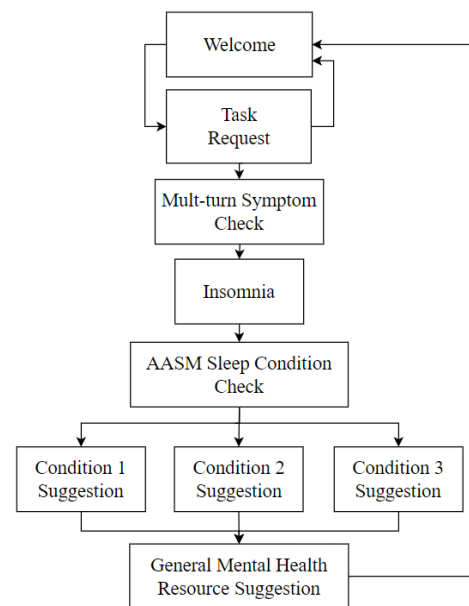 Welcome
Task
Request
Mult-turn Symptom
Check
Insomnia
AASM Sleep Condition
Check
Condition 1
Suggestion
Condition 2
Suggestion
Condition 3
Suggestion
General Mental Health
Resource Suggestion